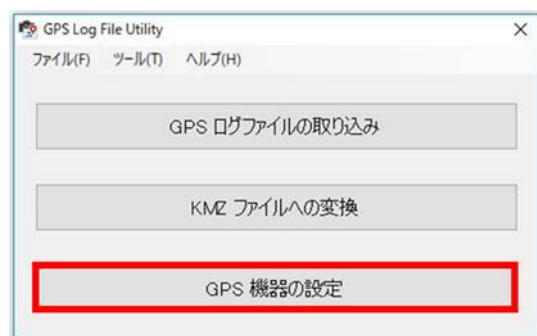 GPS Log File Utility
ファイル(F) ツール(T) ヘルプ(H)
GPS ログファイルの取り込み
KMZ ファイルへの変換
GPS 機器の設定